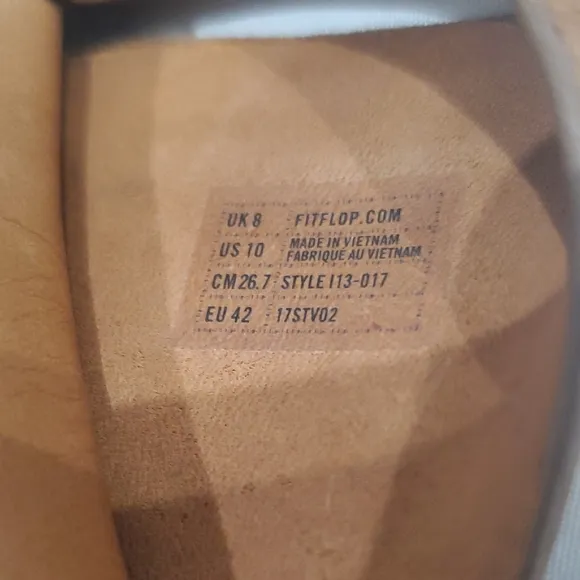 UK 8 FITFLOP.COM
US 10 MADE IN VIETNAM
FABRIQUE AU VIETNAM
CM 26.7 STYLE I13-017
EU 42 17STV02